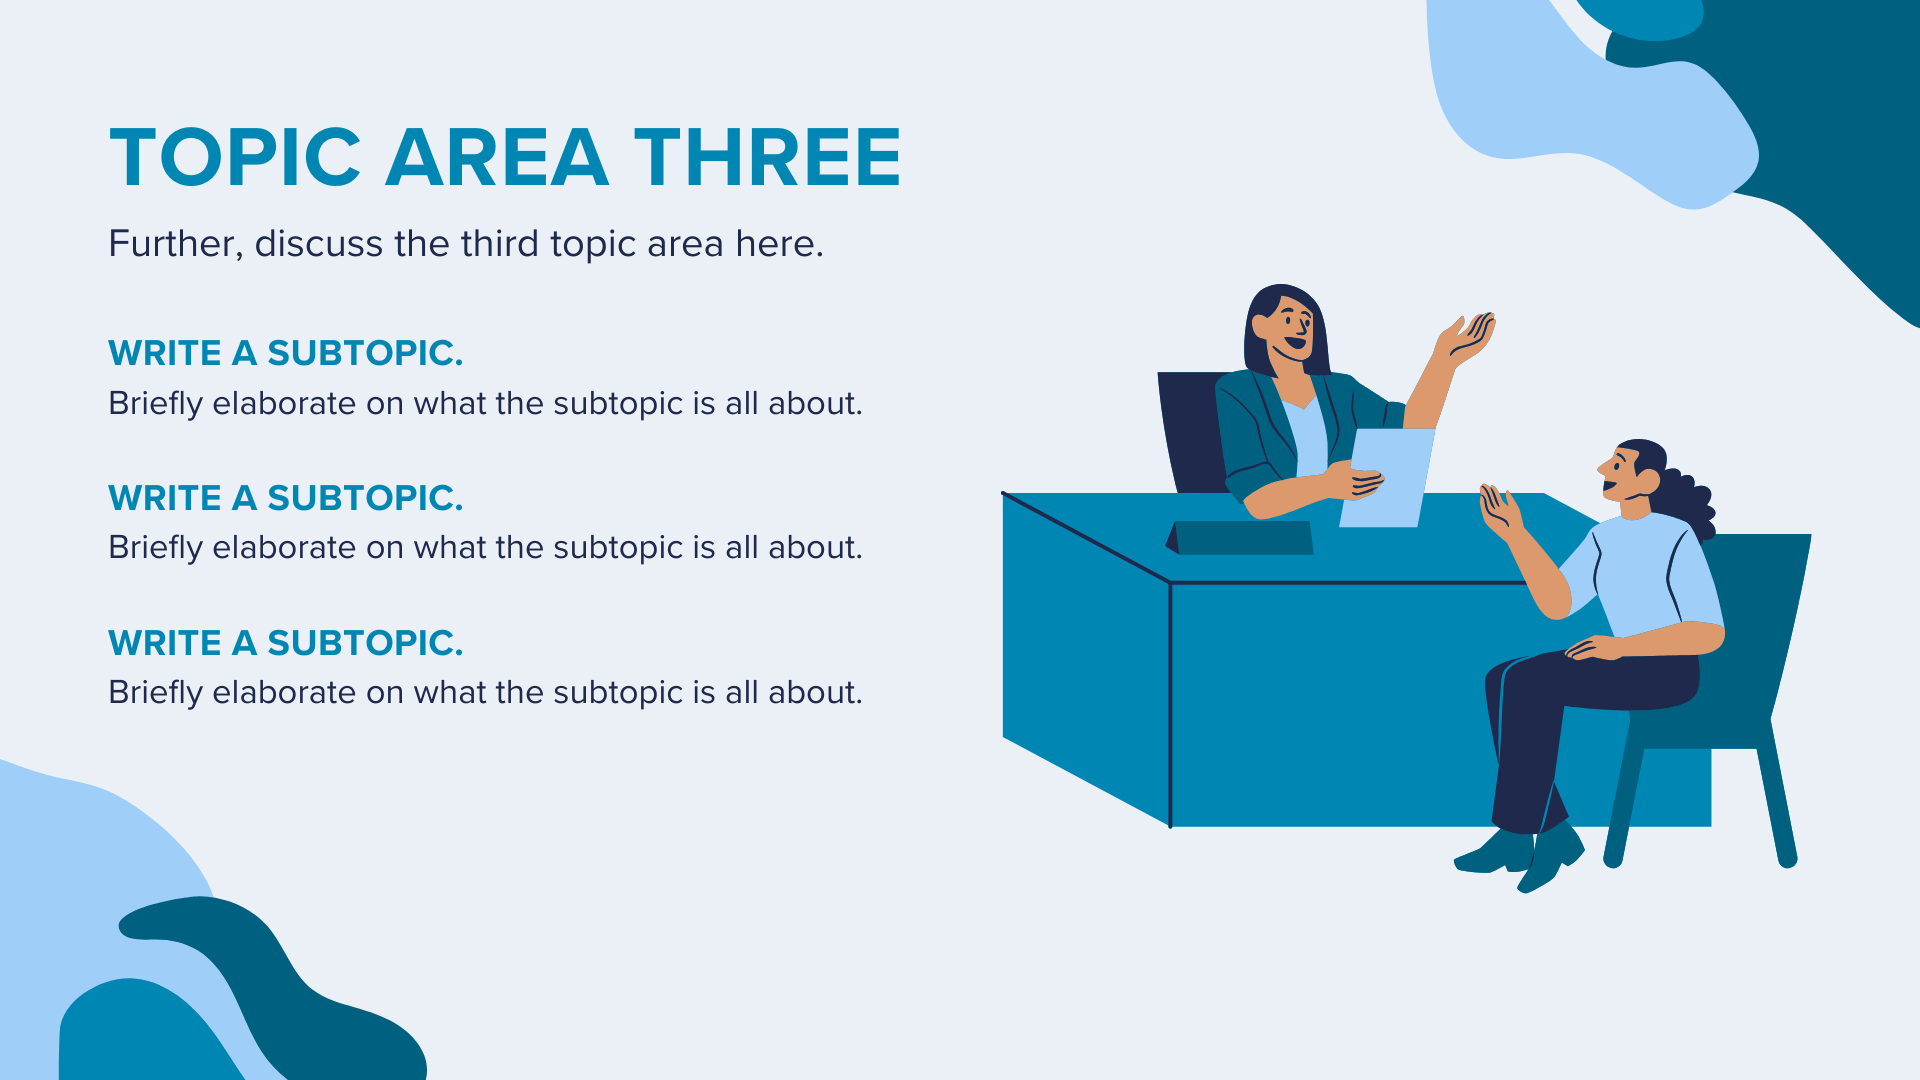 TOPIC AREA THREE
Further, discuss the third topic area here.
WRITE A SUBTOPIC.
Briefly elaborate on what the subtopic is all about.
WRITE A SUBTOPIC.
Briefly elaborate on what the subtopic is all about.
WRITE A SUBTOPIC.
Briefly elaborate on what the subtopic is all about.